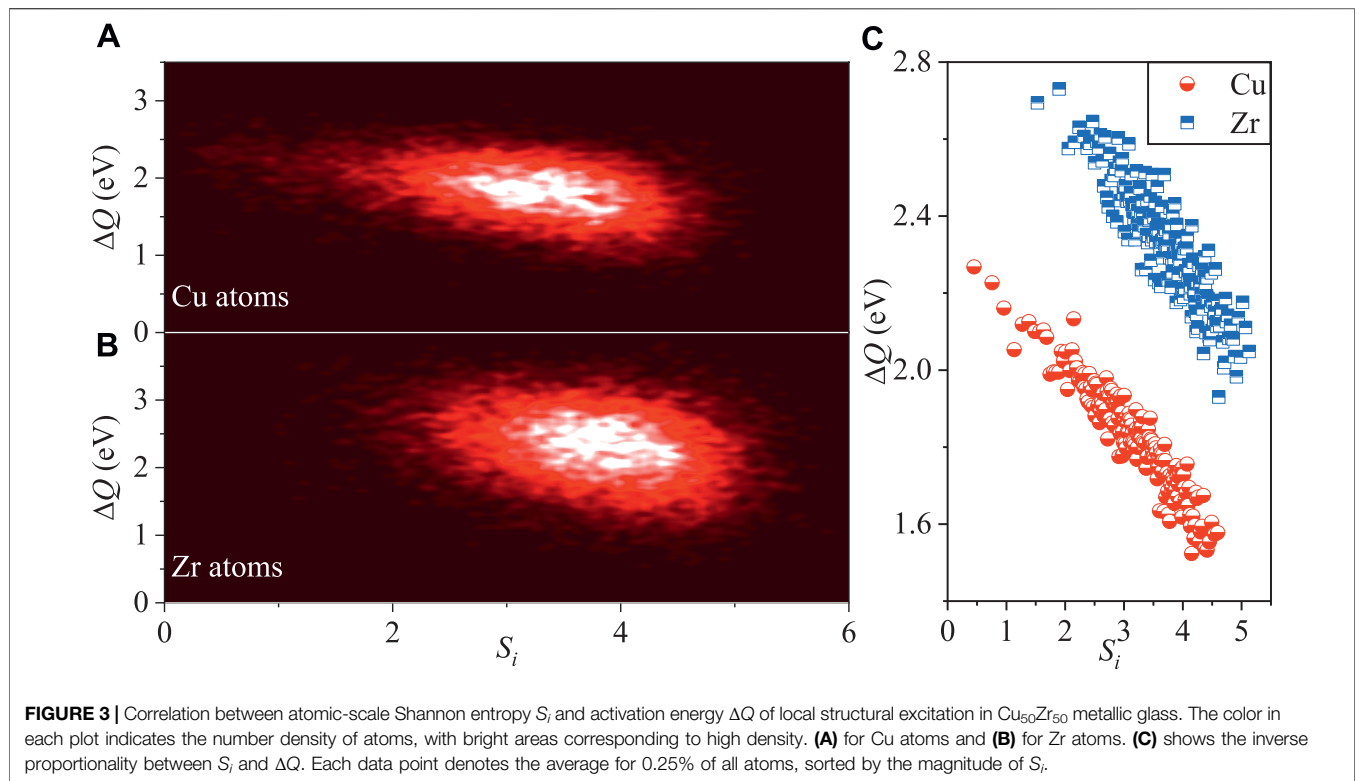 A
3
2
1
0
ΔQ (eV)
Cu atoms
B
3
2
1
0
ΔQ (eV)
Zr atoms
0 2 4 6
S_i
C
2.8
2.4
2.0
1.6
ΔQ (eV)
Cu
Zr
0 1 2 3 4 5
S_i
FIGURE 3 | Correlation between atomic-scale Shannon entropy S_i and activation energy ΔQ of local structural excitation in Cu₅₀Zr₅₀ metallic glass. The color in
each plot indicates the number density of atoms, with bright areas corresponding to high density. (A) for Cu atoms and (B) for Zr atoms. (C) shows the inverse
proportionality between S_i and ΔQ. Each data point denotes the average for 0.25% of all atoms, sorted by the magnitude of S_i.